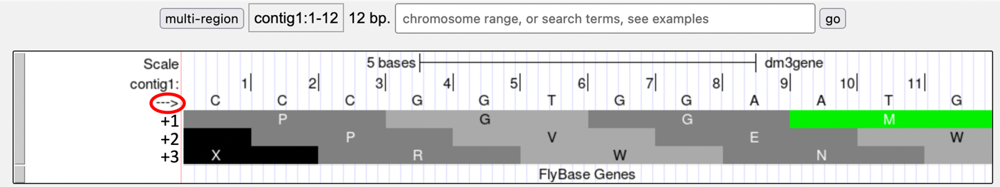 multi-region contig1:1-12 12 bp. chromosome range, or search terms, see examples go
Scale 5 bases dm3gene
contig1: 1 2 3 4 5 6 7 8 9 10 11
---> C C C G G T G G A A T G
+1 P G G M
+2 P V E W
+3 X R W N
FlyBase Genes